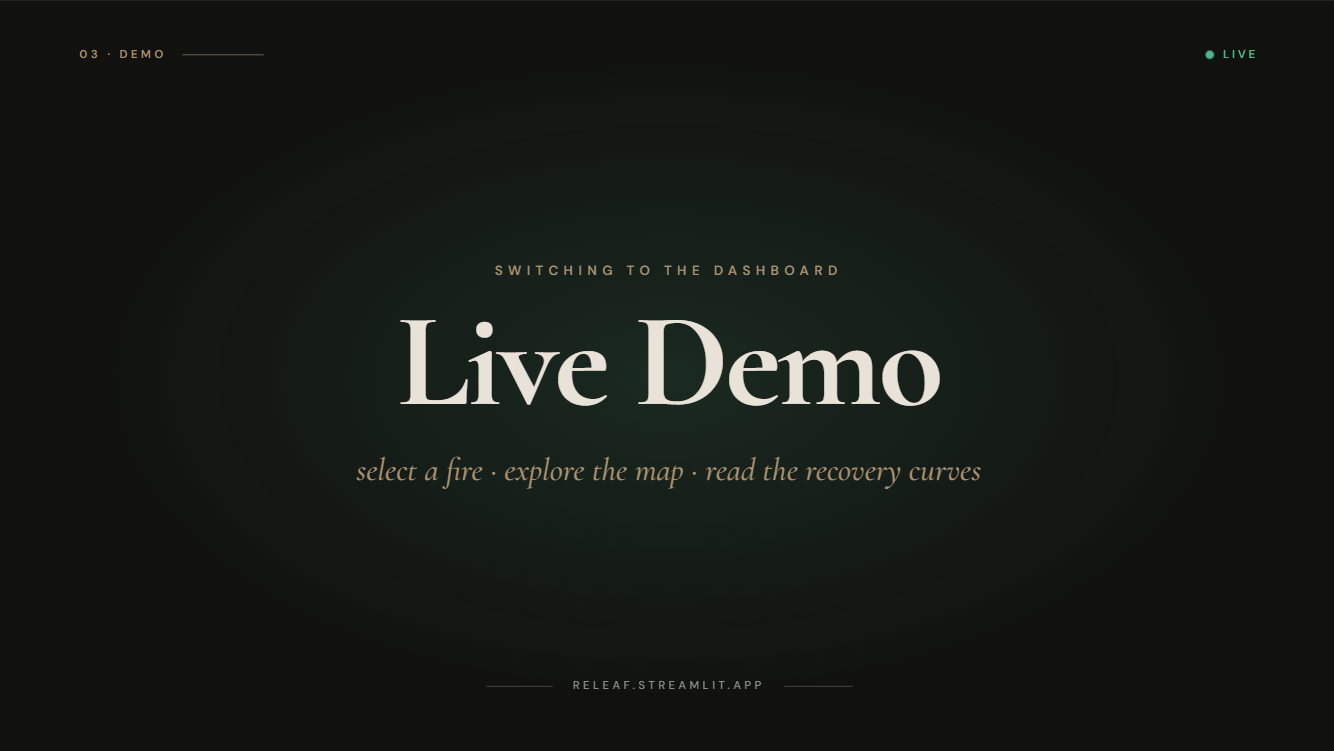 03 · DEMO
LIVE
SWITCHING TO THE DASHBOARD
Live Demo
select a fire · explore the map · read the recovery curves
RELEAF.STREAMLIT.APP